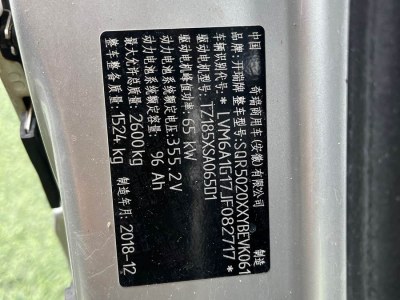 中国 奇瑞商用车(安徽)有限公司 制造
品牌:开瑞牌 整车型号:SQR5020XXYBEVK061
车辆识别代号:*LVM6A1G17JF082717*
驱动电机型号:TZ185XSA065D1
驱动电机峰值功率:65 kW
动力电池系统额定电压:355.2V
动力电池系统额定容量:96 Ah
最大允许总质量:2600kg
整车整备质量:1524 kg 制造年月:2018-12